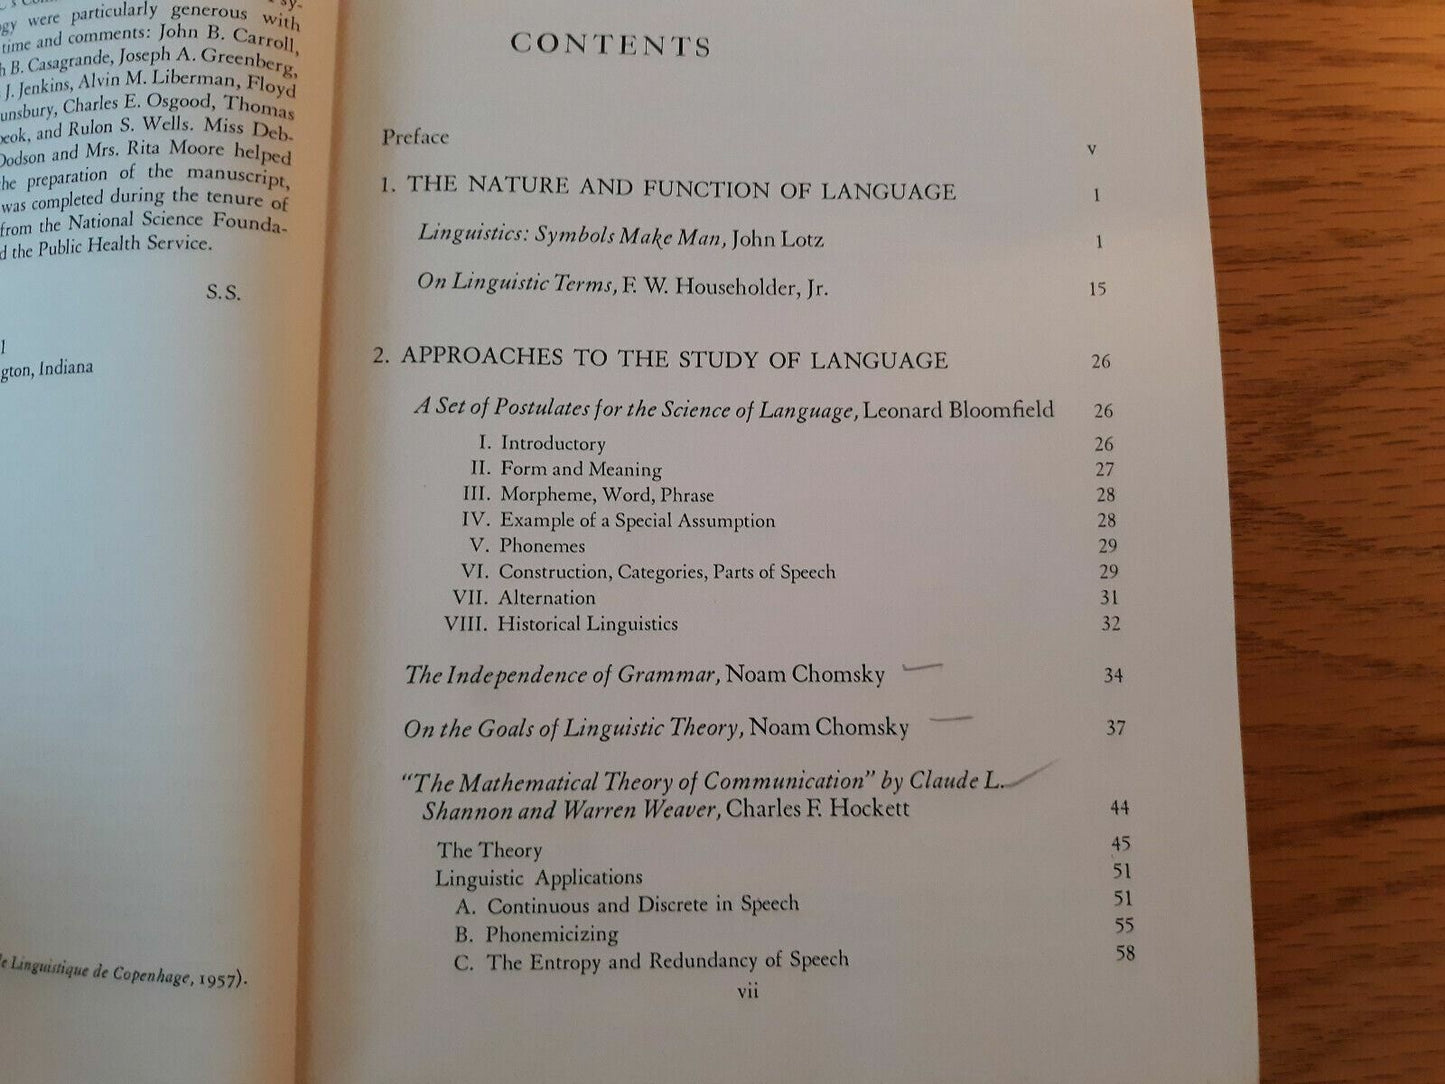 ogy were particularly generous with
time and comments: John B. Carroll,
h B. Casagrande, Joseph A. Greenberg,
J. Jenkins, Alvin M. Liberman, Floyd
unsbury, Charles E. Osgood, Thomas
beok, and Rulon S. Wells. Miss Deb-
Dodson and Mrs. Rita Moore helped
he preparation of the manuscript,
was completed during the tenure of
from the National Science Founda-
d the Public Health Service.
S.S.
gton, Indiana
le Linguistique de Copenhage, 1957).
CONTENTS
Preface v
1. THE NATURE AND FUNCTION OF LANGUAGE 1
Linguistics: Symbols Make Man, John Lotz 1
On Linguistic Terms, F. W. Householder, Jr. 15
2. APPROACHES TO THE STUDY OF LANGUAGE 26
A Set of Postulates for the Science of Language, Leonard Bloomfield 26
I. Introductory 26
II. Form and Meaning 27
III. Morpheme, Word, Phrase 28
IV. Example of a Special Assumption 28
V. Phonemes 29
VI. Construction, Categories, Parts of Speech 29
VII. Alternation 31
VIII. Historical Linguistics 32
The Independence of Grammar, Noam Chomsky 34
On the Goals of Linguistic Theory, Noam Chomsky 37
"The Mathematical Theory of Communication" by Claude L.
Shannon and Warren Weaver, Charles F. Hockett 44
The Theory 45
Linguistic Applications 51
A. Continuous and Discrete in Speech 51
B. Phonemicizing 55
C. The Entropy and Redundancy of Speech 58
vii